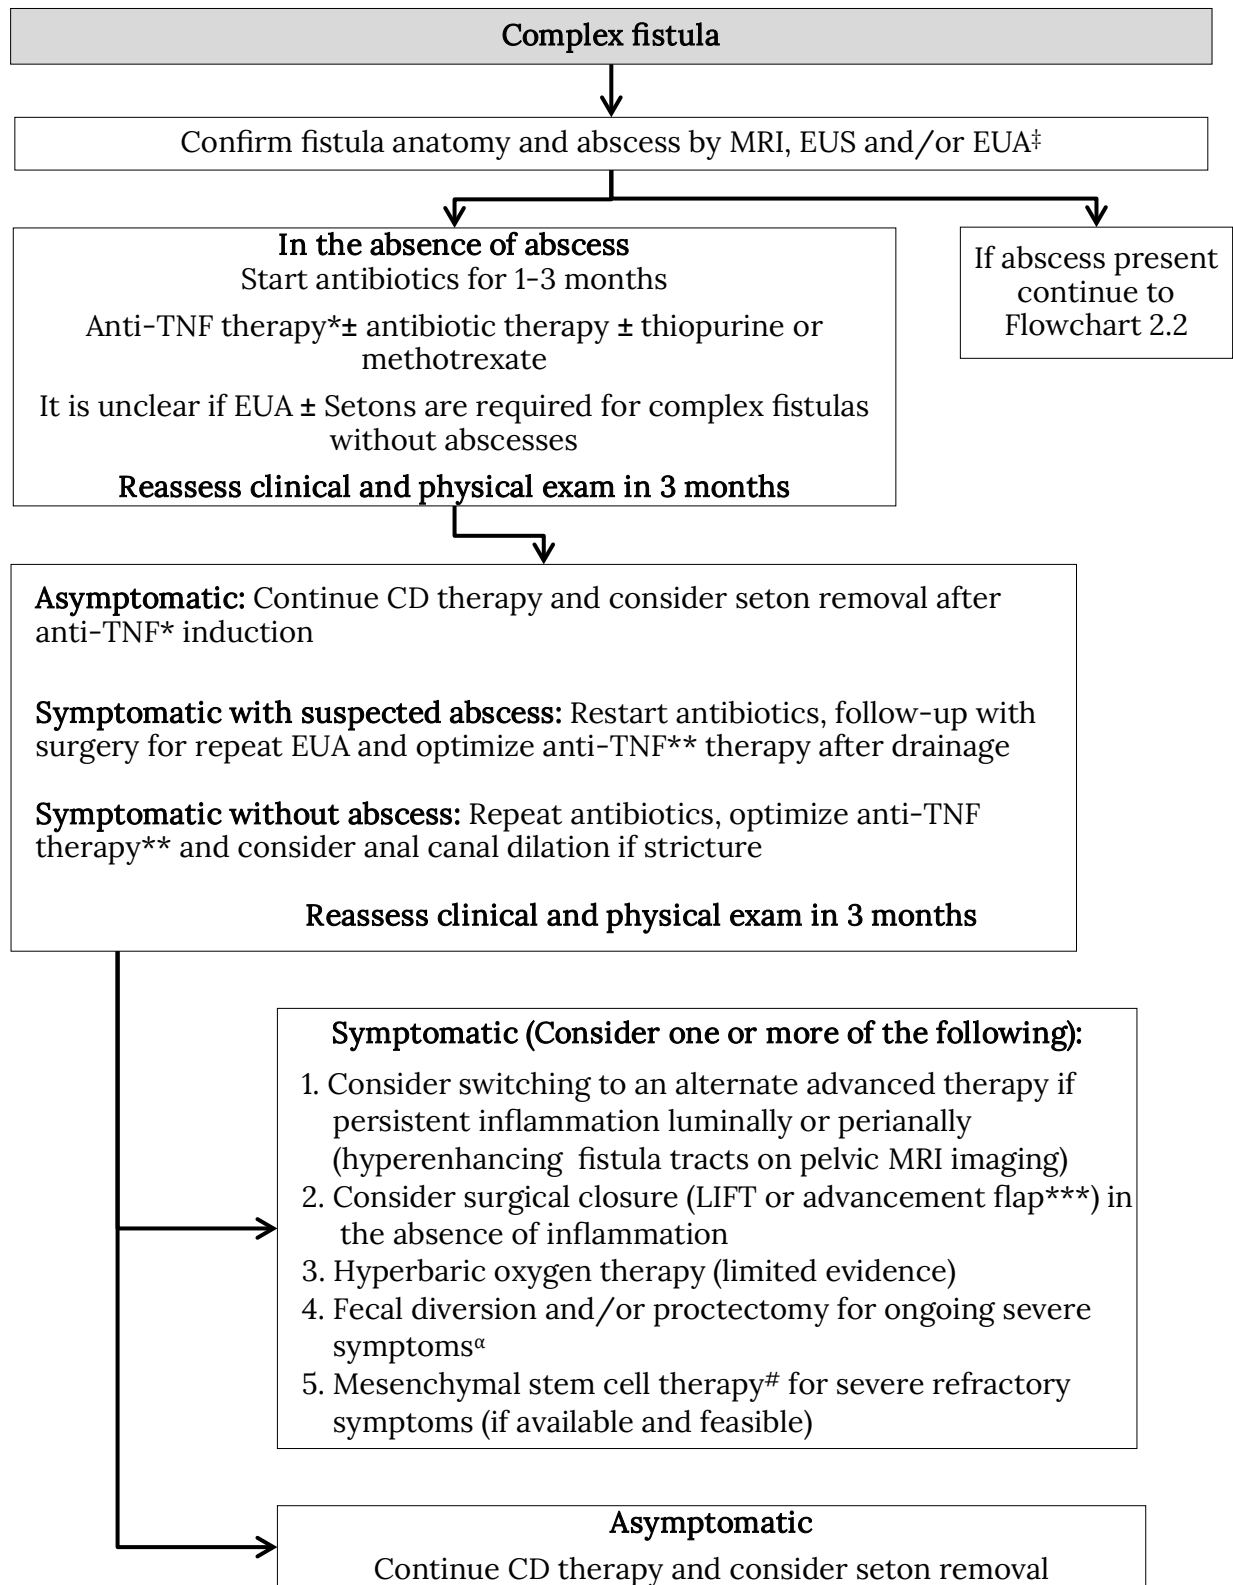 Complex fistula
Confirm fistula anatomy and abscess by MRI, EUS and/or EUA‡
In the absence of abscess
Start antibiotics for 1-3 months
Anti-TNF therapy*± antibiotic therapy ± thiopurine or
methotrexate
It is unclear if EUA ± Setons are required for complex fistulas
without abscesses
Reassess clinical and physical exam in 3 months
If abscess present
continue to
Flowchart 2.2
Asymptomatic: Continue CD therapy and consider seton removal after
anti-TNF* induction
Symptomatic with suspected abscess: Restart antibiotics, follow-up with
surgery for repeat EUA and optimize anti-TNF** therapy after drainage
Symptomatic without abscess: Repeat antibiotics, optimize anti-TNF
therapy** and consider anal canal dilation if stricture
Reassess clinical and physical exam in 3 months
Symptomatic (Consider one or more of the following):
1. Consider switching to an alternate advanced therapy if
persistent inflammation luminally or perianally
(hyperenhancing fistula tracts on pelvic MRI imaging)
2. Consider surgical closure (LIFT or advancement flap***) in
the absence of inflammation
3. Hyperbaric oxygen therapy (limited evidence)
4. Fecal diversion and/or proctectomy for ongoing severe
symptomsα
5. Mesenchymal stem cell therapy# for severe refractory
symptoms (if available and feasible)
Asymptomatic
Continue CD therapy and consider seton removal